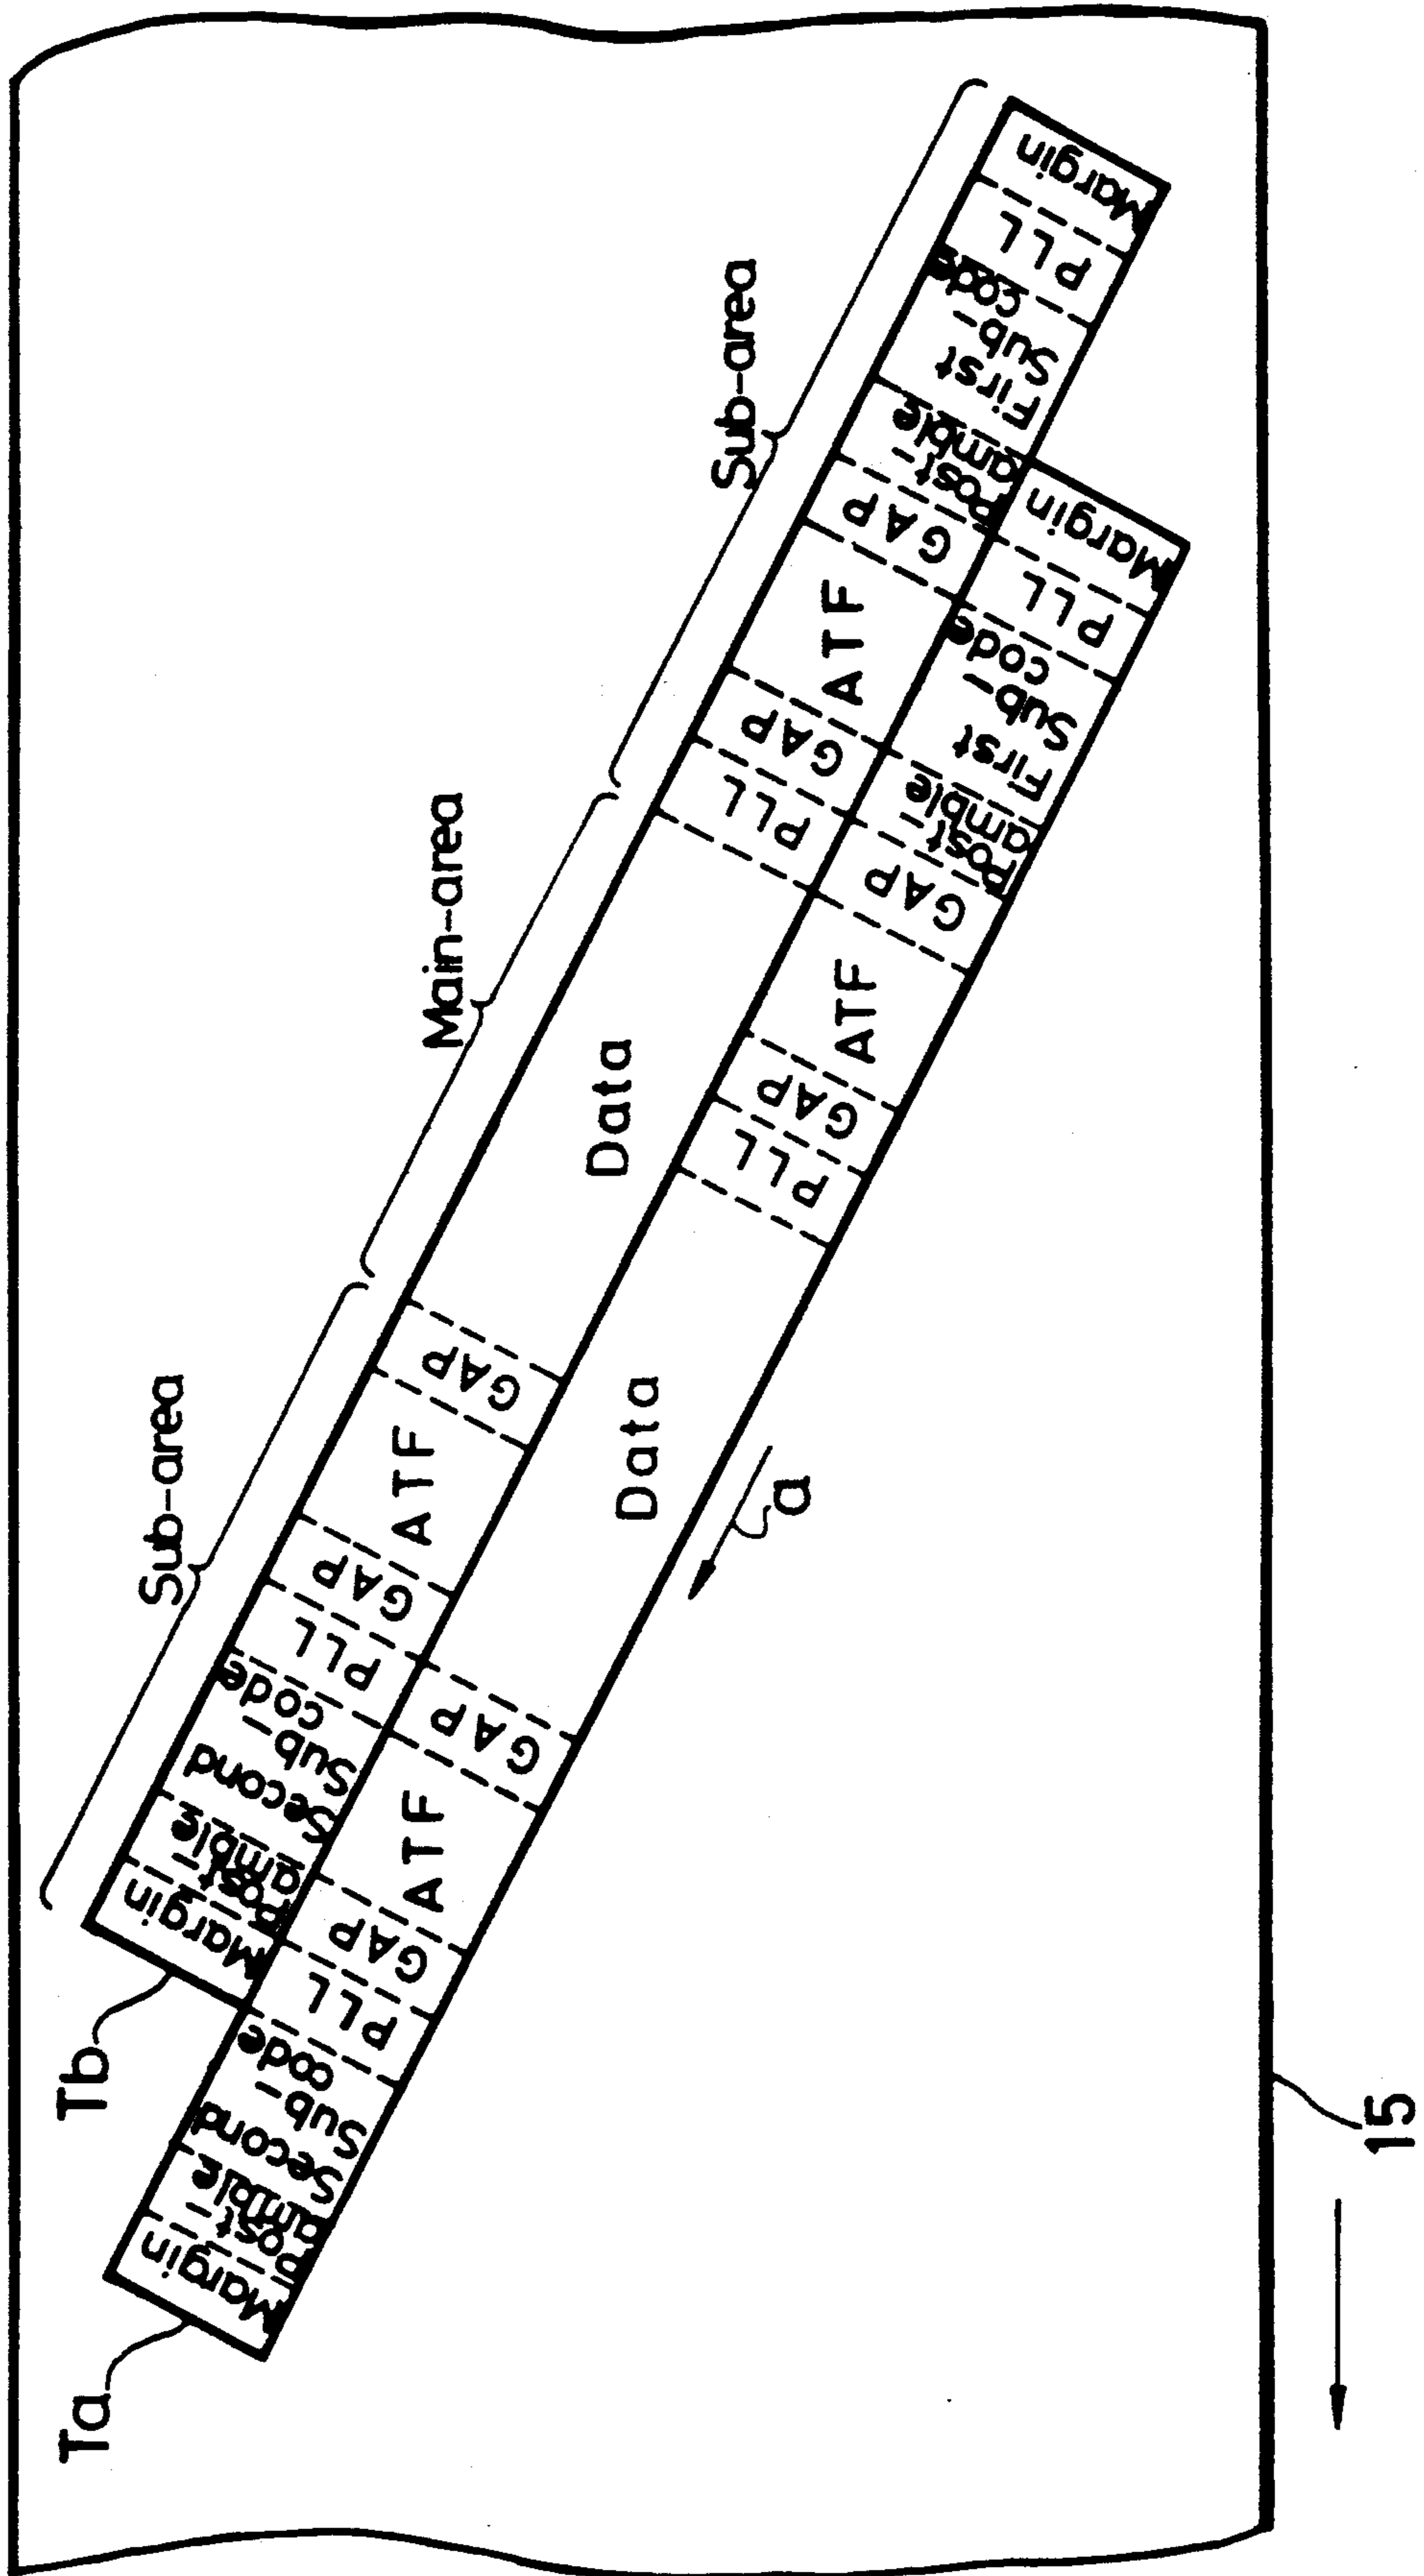 Sub-area
Main-area
Sub-area
Tb
Margin
Post-
amble
Second
Sub-
code
PLL
GAP
ATF
GAP
Data
PLL
GAP
ATF
GAP
Post-
amble
First
Sub-
code
PLL
Margin
Ta
Margin
Post-
amble
Second
Sub-
code
PLL
GAP
ATF
GAP
Data
PLL
GAP
ATF
GAP
Post-
amble
First
Sub-
code
PLL
Margin
a
15